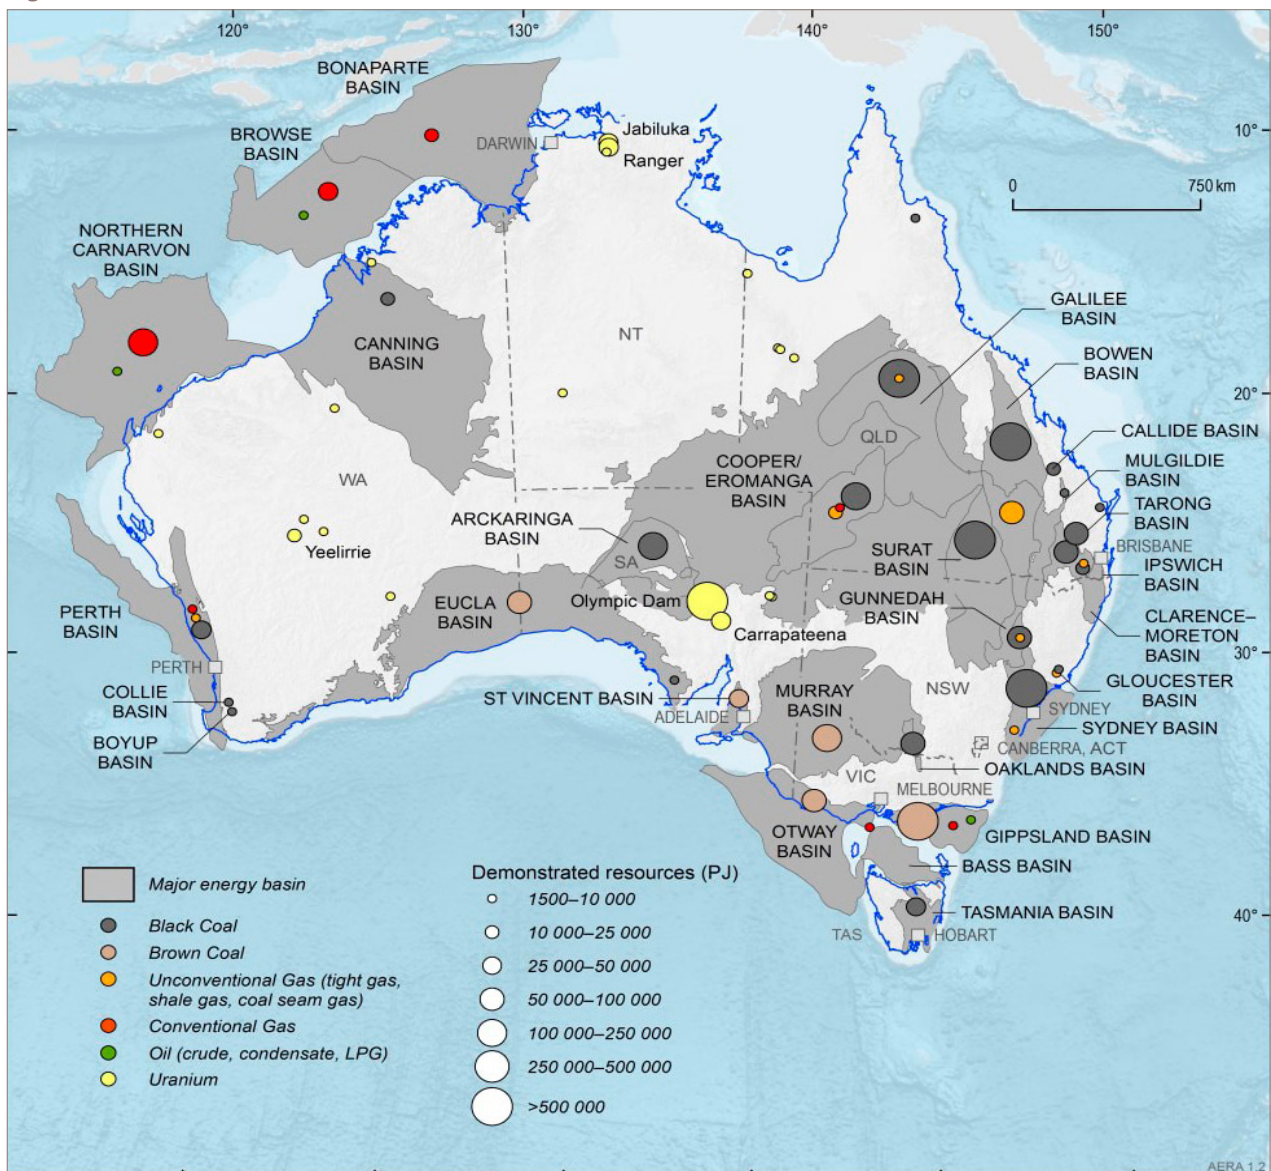 120°
130°
140°
150°
BONAPARTE
BASIN
BROWSE
BASIN
DARWIN
Jabiluka
Ranger
10°
0
750 km
NORTHERN
CARNARVON
BASIN
GALILEE
BASIN
NT
CANNING
BASIN
BOWEN
BASIN
20°
CALLIDE BASIN
QLD
WA
COOPER/
EROMANGA
BASIN
MULGILDIE
BASIN
TARONG
BASIN
ARCKARINGA
BASIN
BRISBANE
Yeelirrie
SA
SURAT
BASIN
IPSWICH
BASIN
PERTH
BASIN
EUCLA
BASIN
Olympic Dam
GUNNEDAH
BASIN
Carrapateena
CLARENCE–
MORETON
BASIN
30°
PERTH
COLLIE
BASIN
ST VINCENT BASIN
ADELAIDE
MURRAY
BASIN
NSW
GLOUCESTER
BASIN
SYDNEY
SYDNEY BASIN
BOYUP
BASIN
CANBERRA, ACT
OAKLANDS BASIN
VIC
MELBOURNE
OTWAY
BASIN
GIPPSLAND BASIN
BASS BASIN
TASMANIA BASIN
40°
TAS
HOBART
Major energy basin
Black Coal
Brown Coal
Unconventional Gas (tight gas,
shale gas, coal seam gas)
Conventional Gas
Oil (crude, condensate, LPG)
Uranium
Demonstrated resources (PJ)
1500–10 000
10 000–25 000
25 000–50 000
50 000–100 000
100 000–250 000
250 000–500 000
>500 000
AERA 1.2